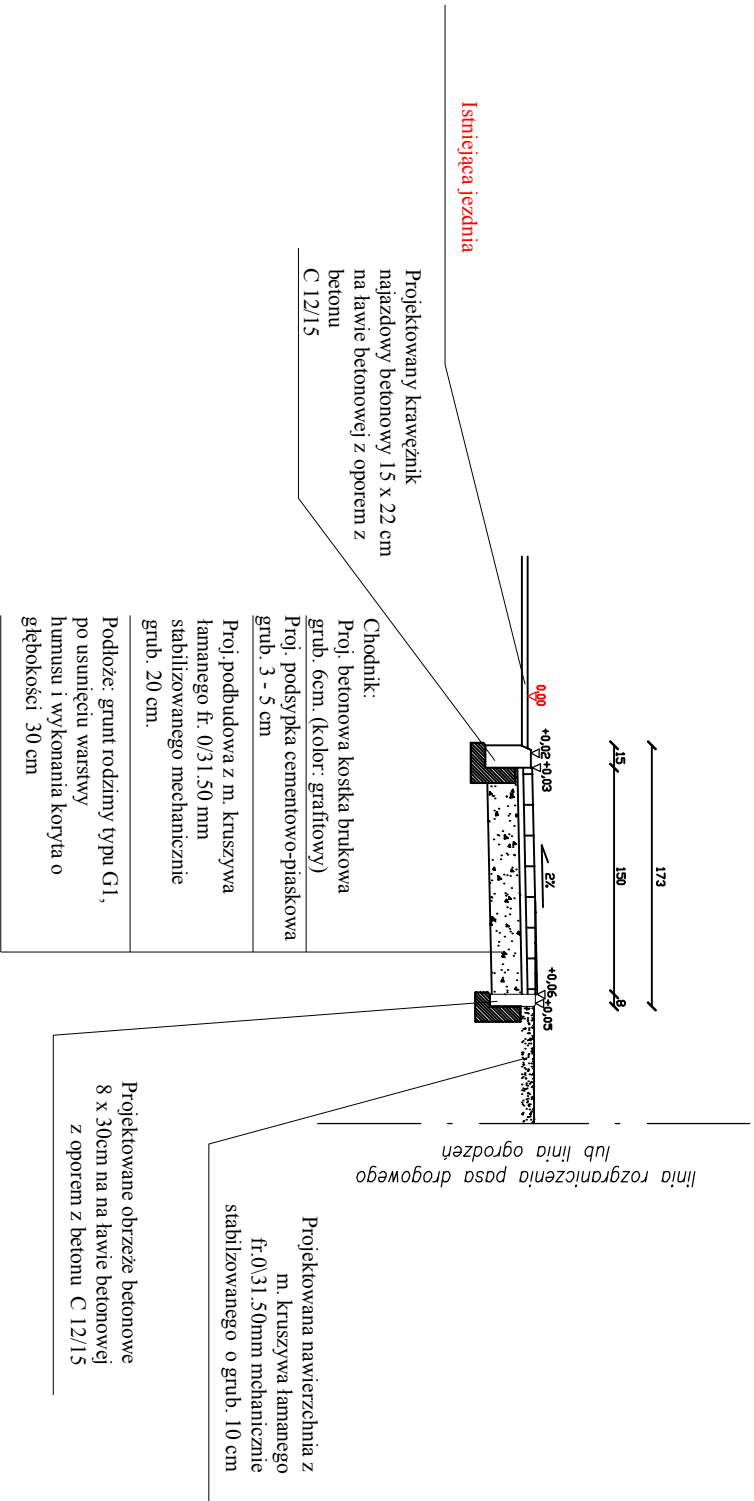 173
15
150
8
0,00
+0,02
+0,03
2%
+0,06
+0,05
linia rozgraniczenia pasa drogowego
lub linia ogrodzeń
Istniejąca jezdnia
Projektowany krawężnik
najazdowy betonowy 15 x 22 cm
na ławie betonowej z oporem z
betonu
C 12/15
Chodnik:
Proj. betonowa kostka brukowa
grub. 6cm. (kolor: grafitowy)
Proj. podsypka cementowo-piaskowa
grub. 3 - 5 cm
Proj.podbudowa z m. kruszywa
łamanego fr. 0/31.50 mm
stabilizowanego mechanicznie
grub. 20 cm.
Podłoże: grunt rodzimy typu G1,
po usunięciu warstwy
humusu i wykonania koryta o
głębokości 30 cm
Projektowana nawierzchnia z
m. kruszywa łamanego
fr.0\31.50mm mchanicznie
stabilzowanego o grub. 10 cm
Projektowane obrzeże betonowe
8 x 30cm na na ławie betonowej
z oporem z betonu C 12/15